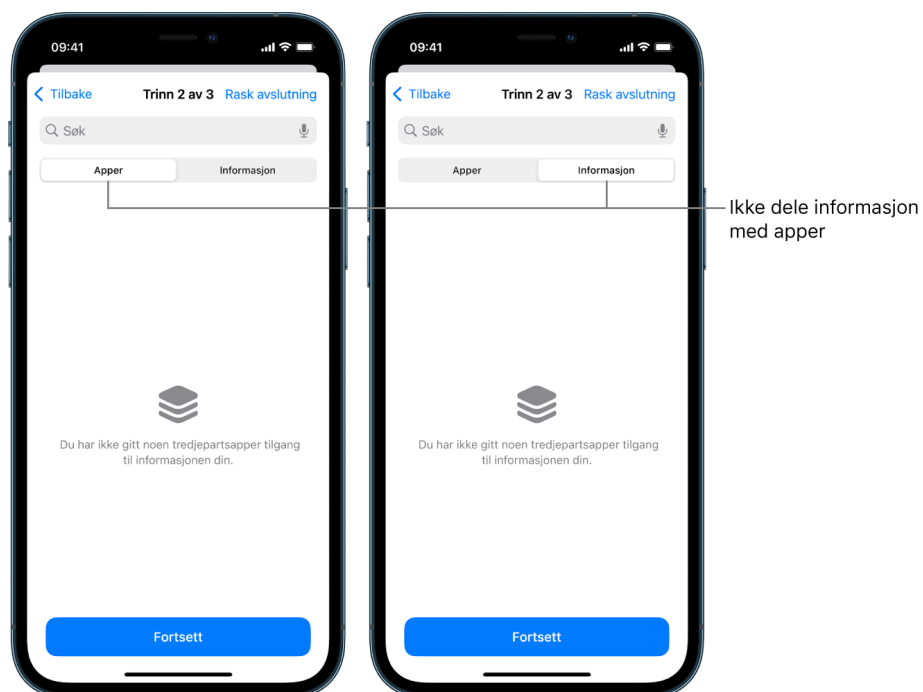 09:41
Tilbake Trinn 2 av 3 Rask avslutning
Søk
Apper Informasjon
Du har ikke gitt noen tredjepartsapper tilgang
til informasjonen din.
Fortsett
09:41
Tilbake Trinn 2 av 3 Rask avslutning
Søk
Apper Informasjon
Du har ikke gitt noen tredjepartsapper tilgang
til informasjonen din.
Fortsett
Ikke dele informasjon
med apper